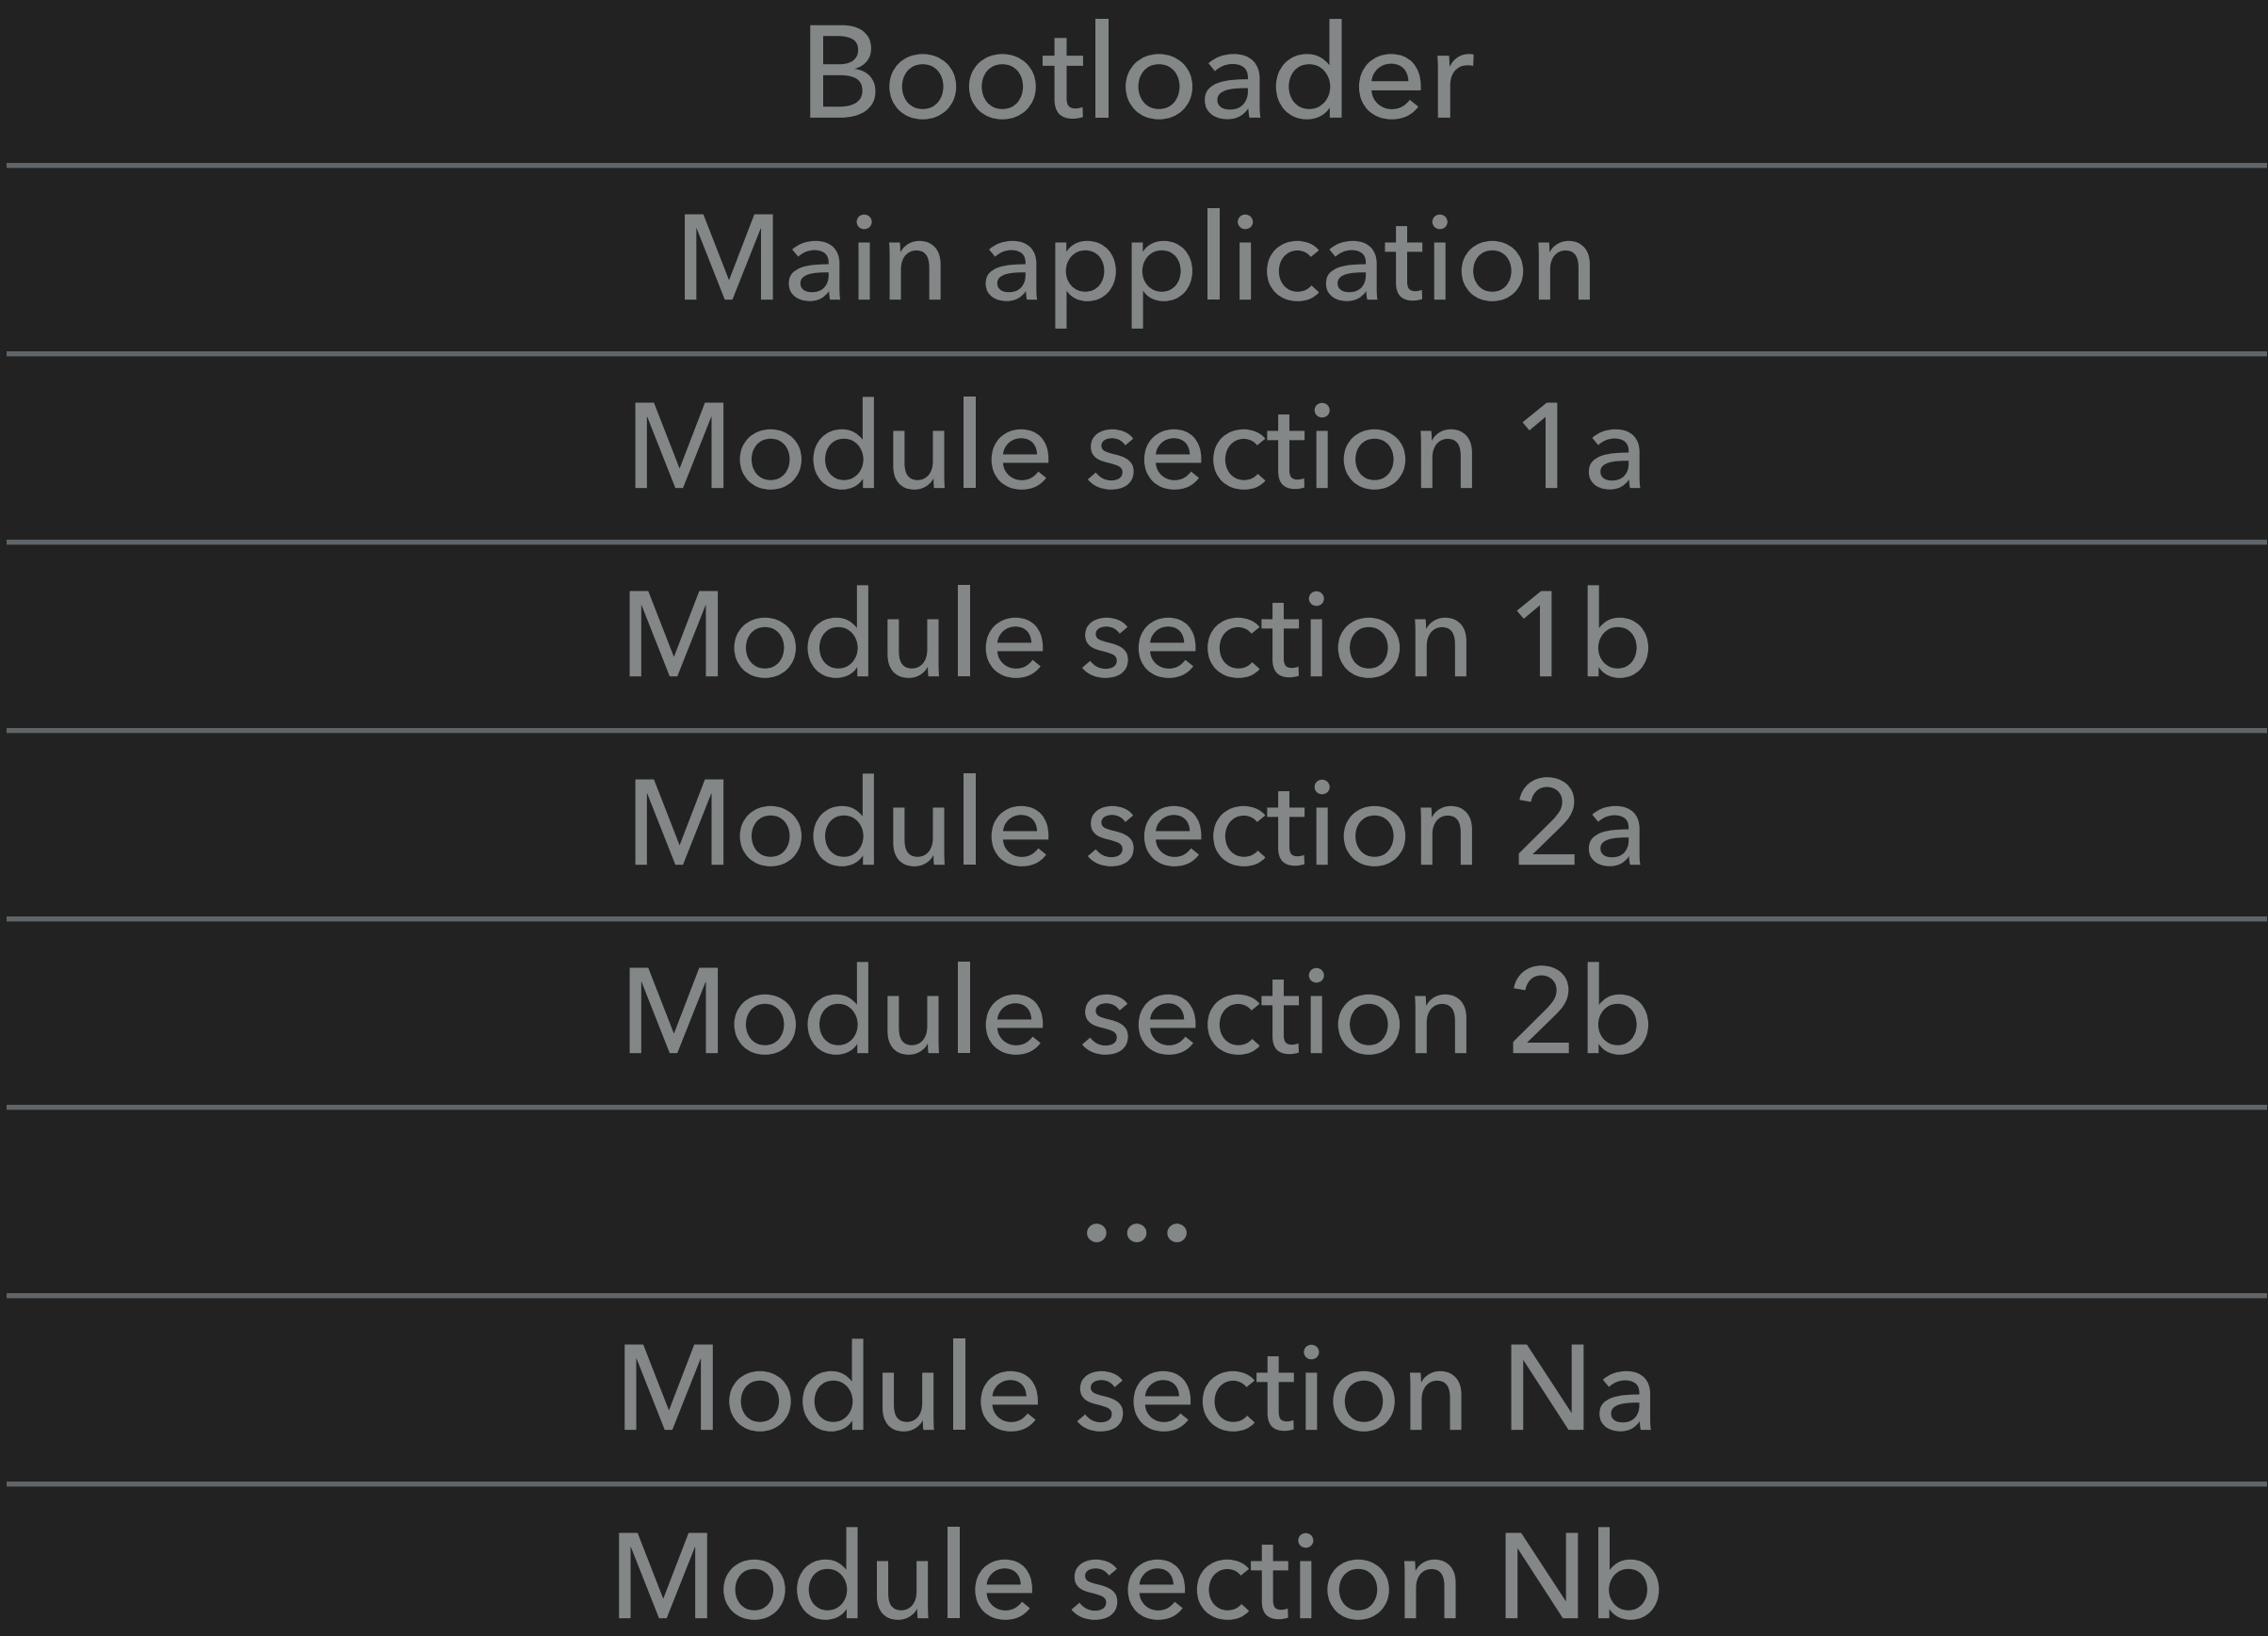 Bootloader
Main application
Module section 1a
Module section 1b
Module section 2a
Module section 2b
...
Module section Na
Module section Nb